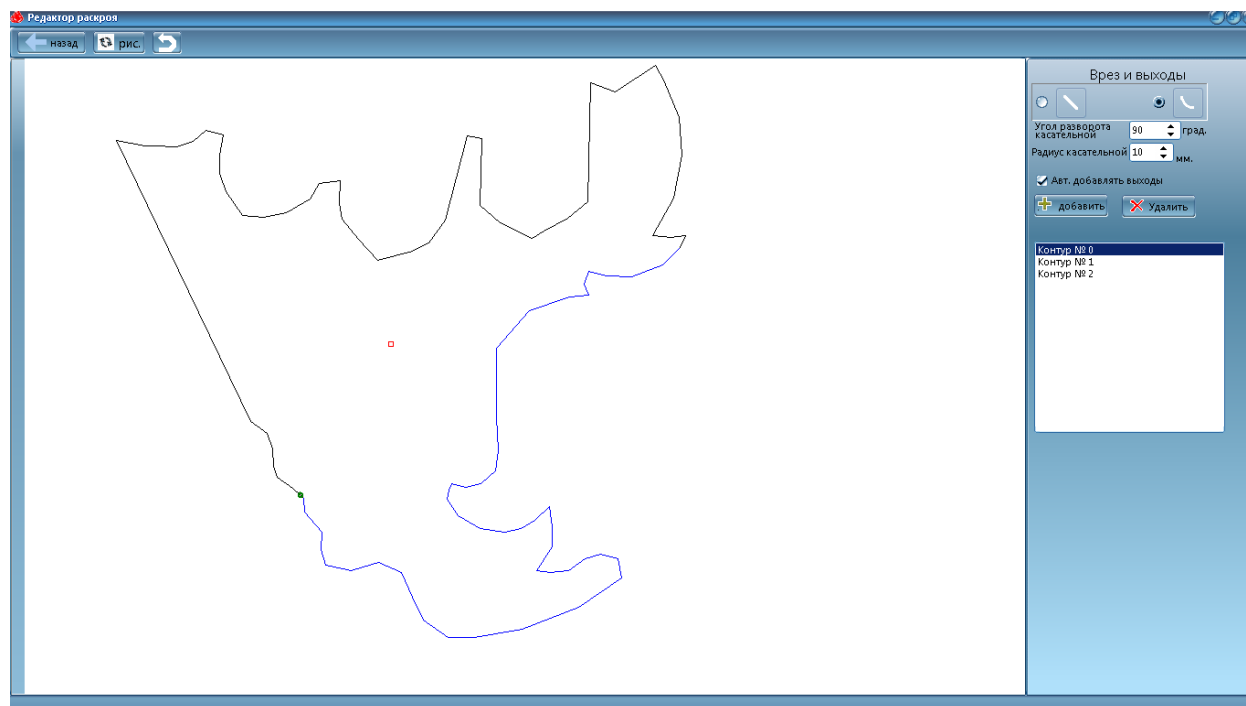 Редактор раскроя
назад рис.
Врез и выходы
Угол разворота касательной 90 град.
Радиус касательной 10 мм.
Авт. добавлять выходы
добавить Удалить
Контур № 0
Контур № 1
Контур № 2